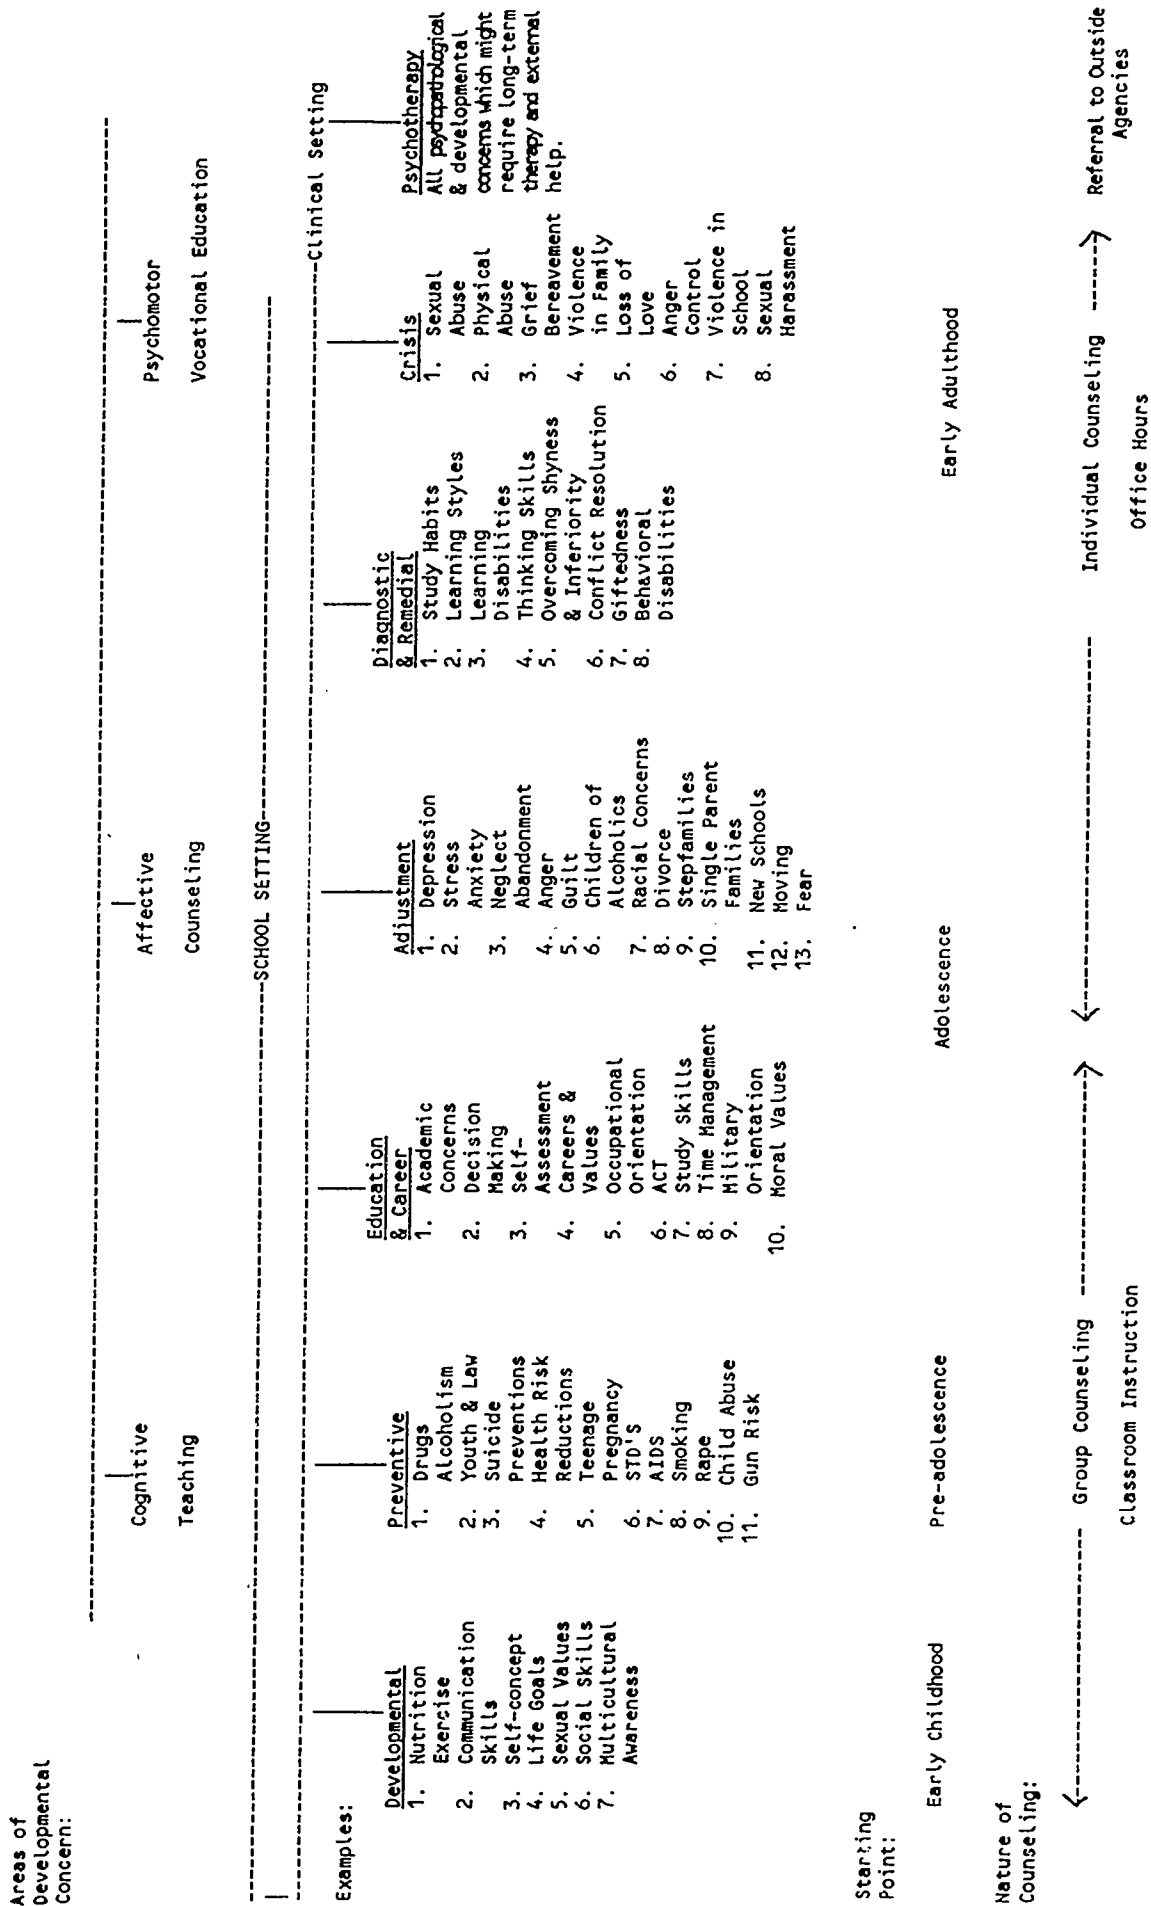 Areas of
Developmental
Concern:
Cognitive
Teaching
Affective
Counseling
Psychomotor
Vocational Education
SCHOOL SETTING
Clinical Setting
Examples:
Developmental
1. Nutrition
Exercise
2. Communication
Skills
3. Self-concept
4. Life Goals
5. Sexual Values
6. Social Skills
7. Multicultural
Awareness
Preventive
1. Drugs
Alcoholism
2. Youth & Law
3. Suicide
Preventions
4. Health Risk
Reductions
5. Teenage
Pregnancy
6. STD'S
7. AIDS
8. Smoking
9. Rape
10. Child Abuse
11. Gun Risk
Education
& Career
1. Academic
Concerns
2. Decision
Making
3. Self-
Assessment
4. Careers &
Values
5. Occupational
Orientation
6. ACT
7. Study Skills
8. Time Management
9. Military
Orientation
10. Moral Values
Adjustment
1. Depression
2. Stress
Anxiety
3. Neglect
Abandonment
4. Anger
5. Guilt
6. Children of
Alcoholics
7. Racial Concerns
8. Divorce
9. Stepfamilies
10. Single Parent
Families
11. New Schools
12. Moving
13. Fear
Diagnostic
& Remedial
1. Study Habits
2. Learning Styles
3. Learning
Disabilities
4. Thinking Skills
5. Overcoming Shyness
& Inferiority
6. Conflict Resolution
7. Giftedness
8. Behavioral
Disabilities
Crisis
1. Sexual
Abuse
2. Physical
Abuse
3. Grief
Bereavement
4. Violence
in Family
5. Loss of
Love
6. Anger
Control
7. Violence in
School
8. Sexual
Harassment
Psychotherapy
All psychopathological
& developmental
concerns which might
require long-term
therapy and external
help.
Starting
Point:
Early Childhood
Pre-adolescence
Adolescence
Early Adulthood
Nature of
Counseling:
Group Counseling
Classroom Instruction
Individual Counseling
Office Hours
Referral to Outside
Agencies